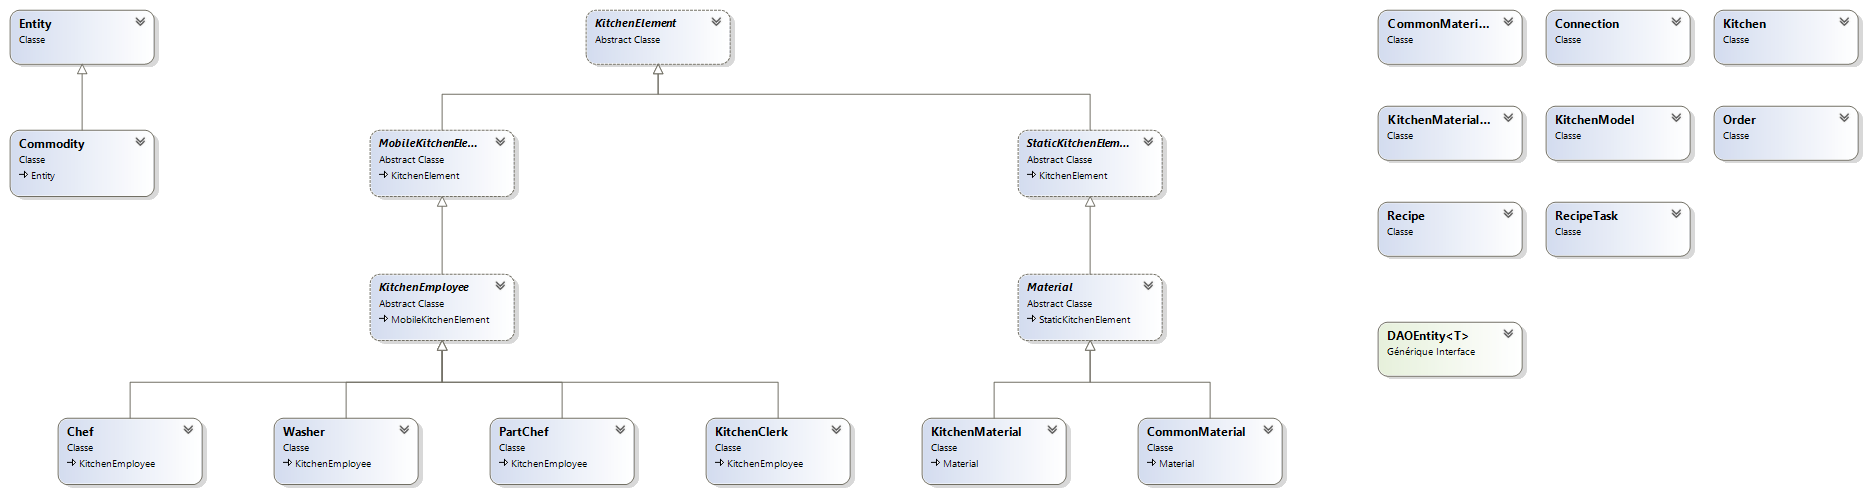 Entity
Classe
KitchenElement
Abstract Classe
CommonMateri...
Classe
Connection
Classe
Kitchen
Classe
Commodity
Classe
Entity
MobileKitchenEle...
Abstract Classe
KitchenElement
StaticKitchenElem...
Abstract Classe
KitchenElement
KitchenMaterial...
Classe
KitchenModel
Classe
Order
Classe
Recipe
Classe
RecipeTask
Classe
KitchenEmployee
Abstract Classe
MobileKitchenElement
Material
Abstract Classe
StaticKitchenElement
DAOEntity<T>
Générique Interface
Chef
Classe
KitchenEmployee
Washer
Classe
KitchenEmployee
PartChef
Classe
KitchenEmployee
KitchenClerk
Classe
KitchenEmployee
KitchenMaterial
Classe
Material
CommonMaterial
Classe
Material